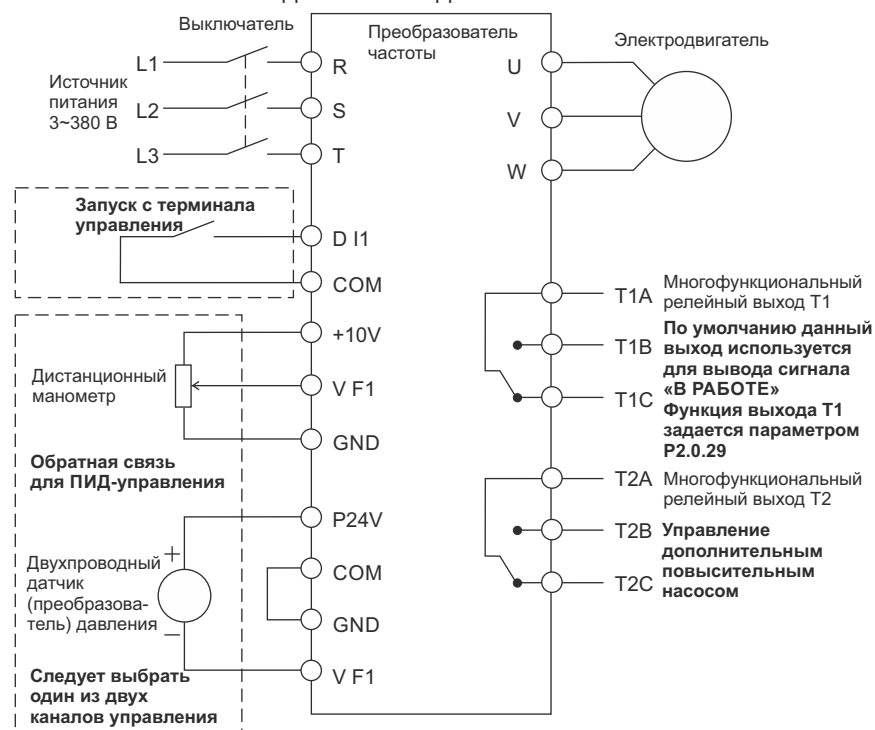 Выключатель
Преобразователь
частоты
Электродвигатель
Источник
питания
3~380 В
L1
L2
L3
R
S
T
U
V
W
Запуск с терминала
управления
D I1
COM
+10V
V F1
GND
Дистанционный
манометр
Обратная связь
для ПИД-управления
P24V
COM
GND
V F1
Двухпроводный
датчик
(преобразова-
тель) давления
+
–
Следует выбрать
один из двух
каналов управления
T1A
T1B
T1C
Многофункциональный
релейный выход T1
По умолчанию данный
выход используется
для вывода сигнала
«В РАБОТЕ»
Функция выхода T1
задается параметром
P2.0.29
T2A
T2B
T2C
Многофункциональный
релейный выход T2
Управление
дополнительным
повысительным
насосом